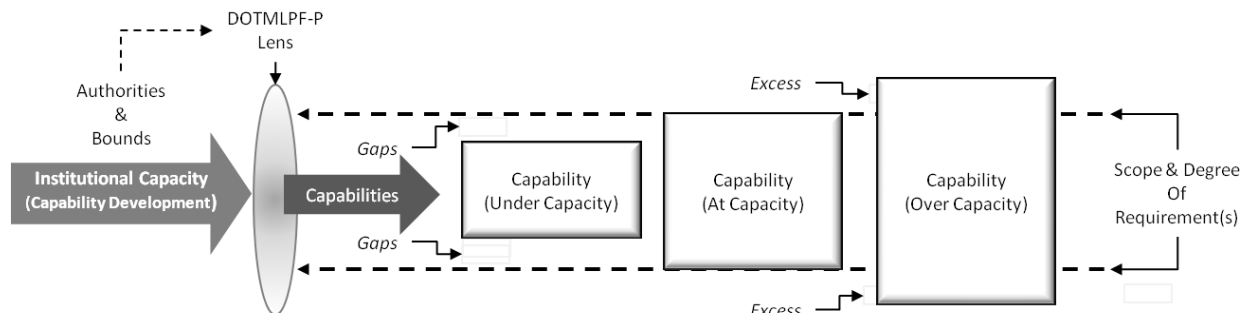 DOTMLPF-P
Lens
Authorities
&
Bounds
Institutional Capacity
(Capability Development)
Capabilities
Gaps
Gaps
Capability
(Under Capacity)
Capability
(At Capacity)
Excess
Excess
Capability
(Over Capacity)
Scope & Degree
Of
Requirement(s)